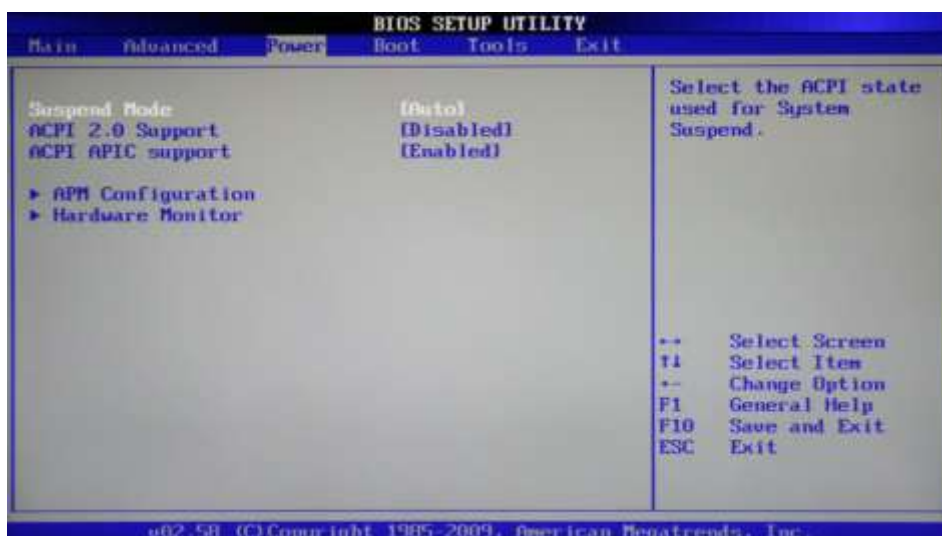 BIOS SETUP UTILITY
Main Advanced Power Boot Tools Exit
Suspend Mode [Auto]
ACPI 2.0 Support [Disabled]
ACPI APIC support [Enabled]
► APM Configuration
► Hardware Monitor
Select the ACPI state
used for System
Suspend.
←→ Select Screen
↑↓ Select Item
+- Change Option
F1 General Help
F10 Save and Exit
ESC Exit
v02.58 (C)Copyright 1985-2009, American Megatrends, Inc.